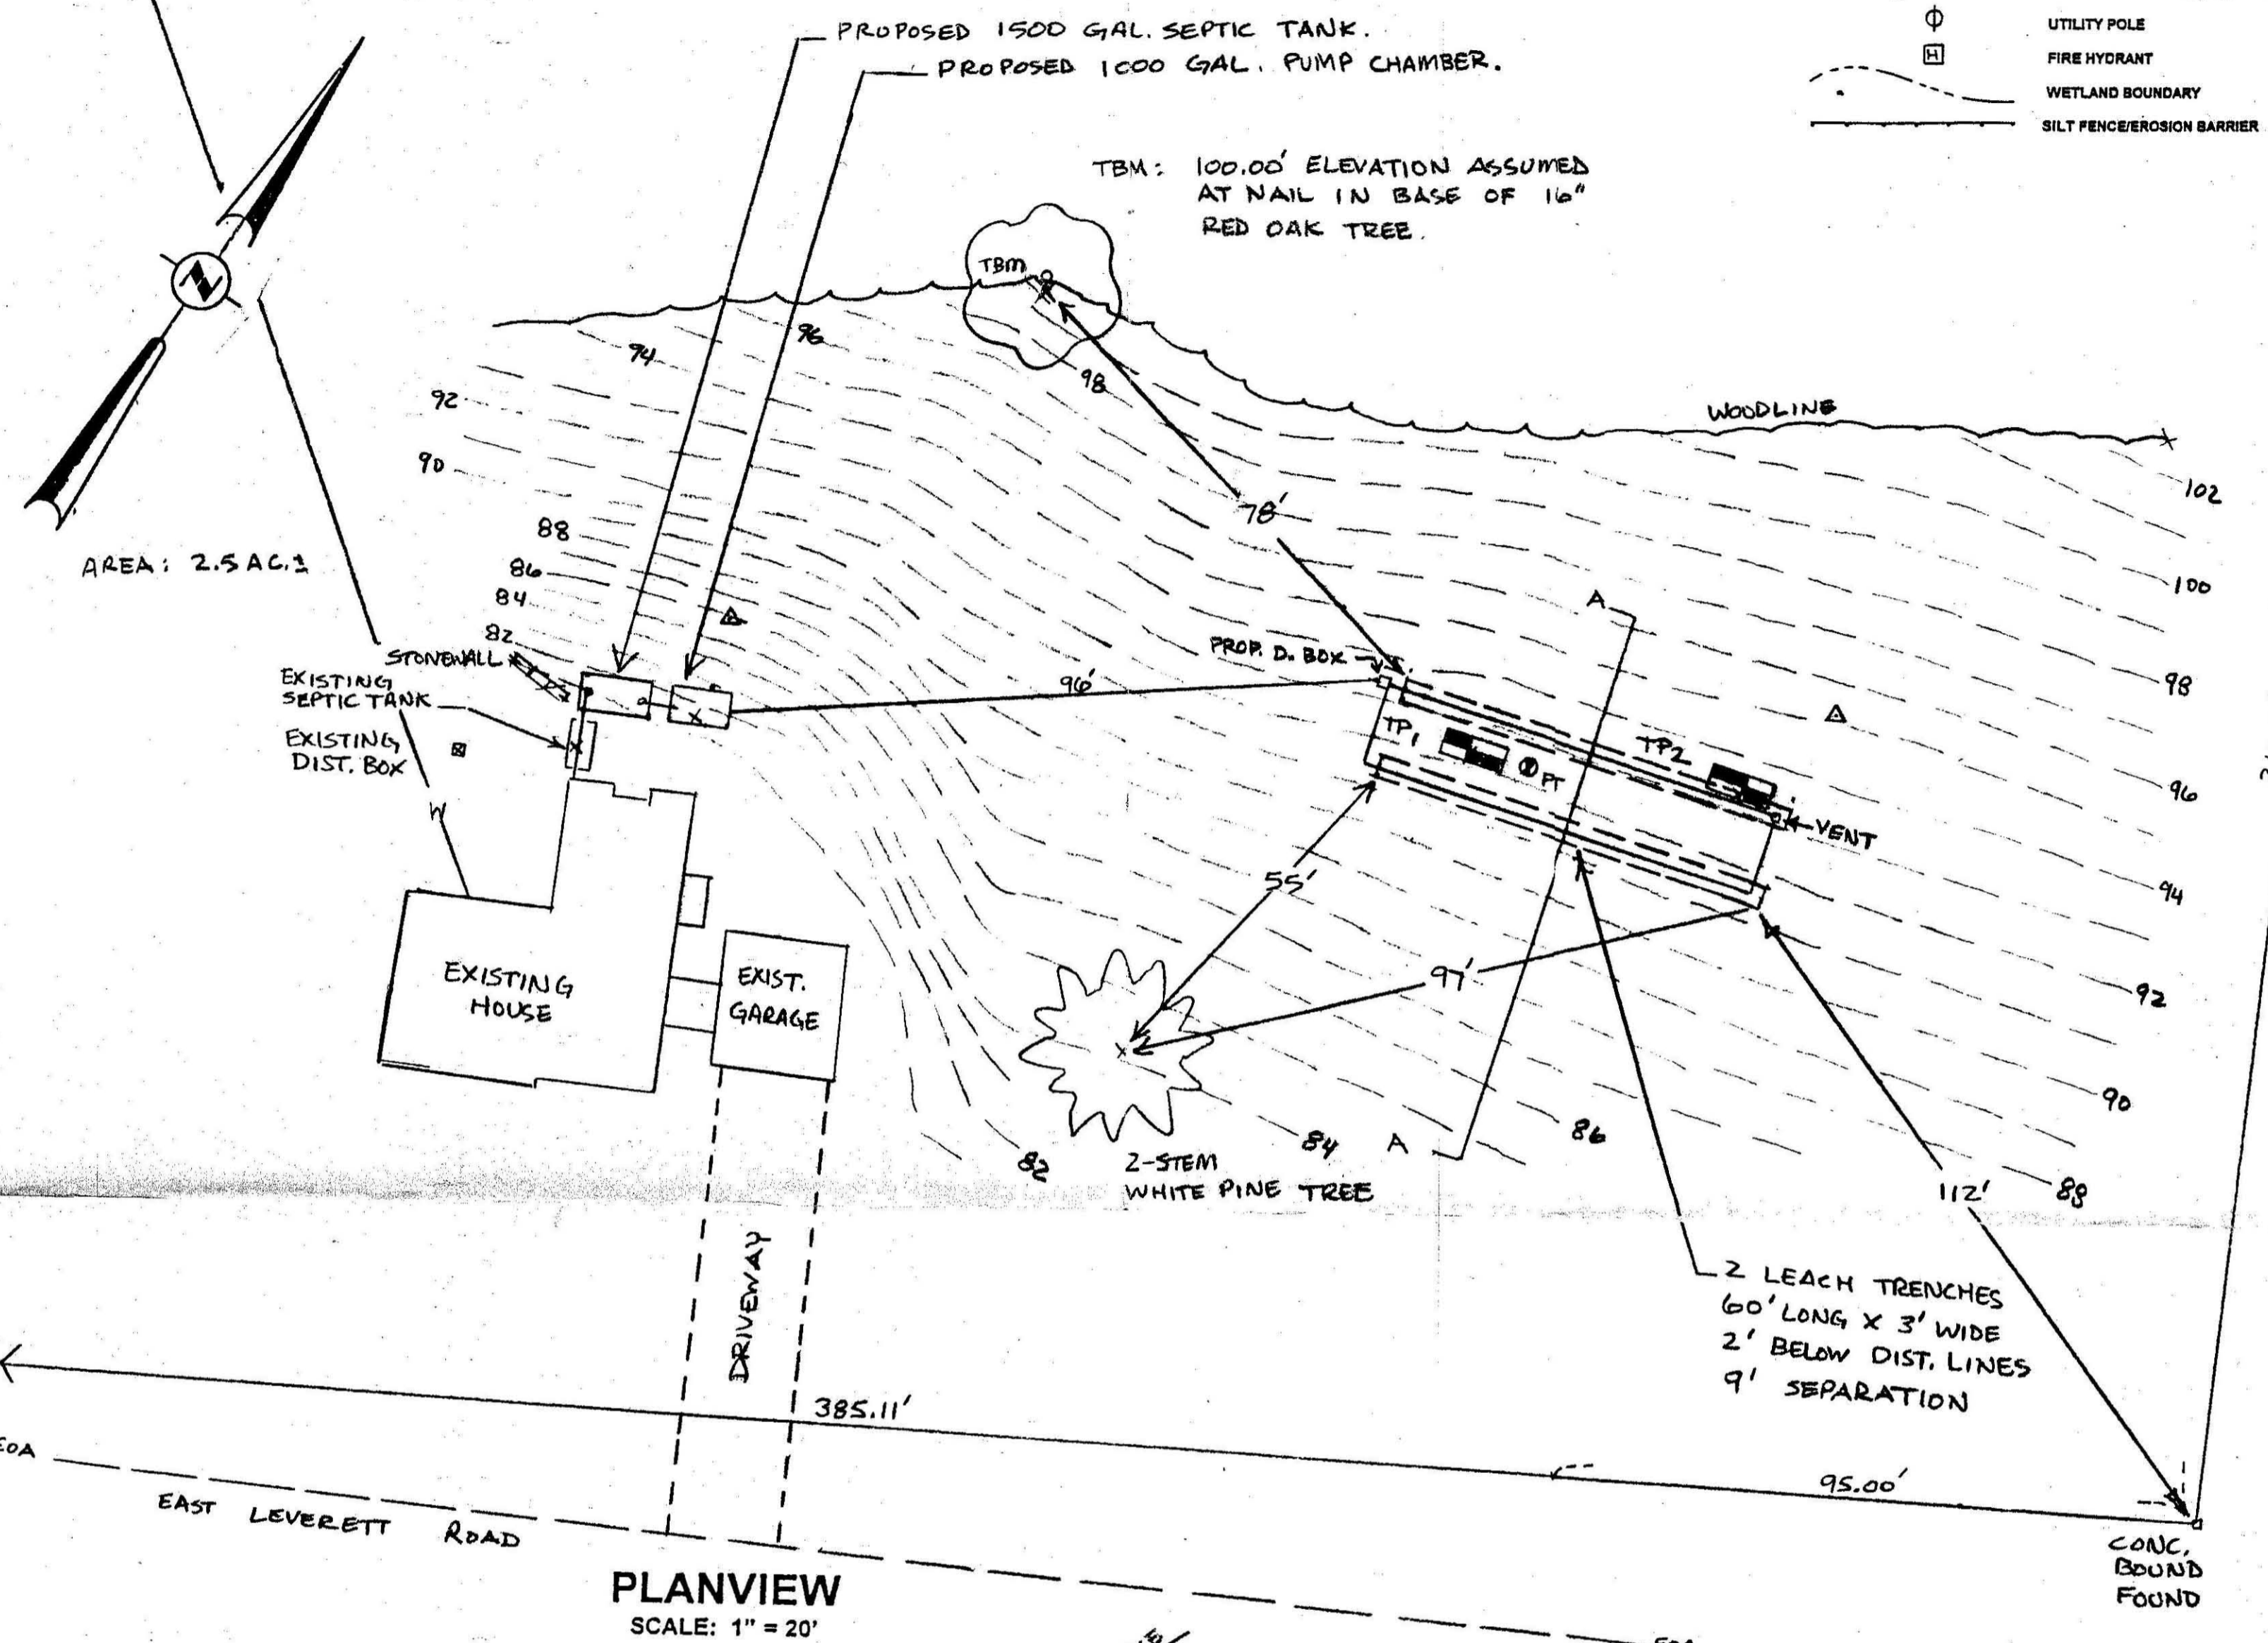 PROPOSED 1500 GAL. SEPTIC TANK.
PROPOSED 1000 GAL. PUMP CHAMBER.
UTILITY POLE
H
FIRE HYDRANT
WETLAND BOUNDARY
SILT FENCE/EROSION BARRIER
TBM: 100.00' ELEVATION ASSUMED
AT NAIL IN BASE OF 16"
RED OAK TREE.
N
TBM
96
94
98
92
90
WOODLINE
102
78'
88
86
84
82
100
AREA: 2.5 AC.±
A
STONEWALL
EXISTING
SEPTIC TANK
EXISTING
DIST. BOX
PROP. D. BOX
96'
98
TP1
TP2
PT
96
VENT
W
94
55'
97'
92
EXISTING
HOUSE
EXIST.
GARAGE
90
82
84
A
86
88
2-STEM
WHITE PINE TREE
112'
DRIVEWAY
2 LEACH TRENCHES
60' LONG X 3' WIDE
2' BELOW DIST. LINES
9' SEPARATION
385.11'
95.00'
EOA
EAST LEVERETT ROAD
CONC.
BOUND
FOUND
PLANVIEW
SCALE: 1" = 20'